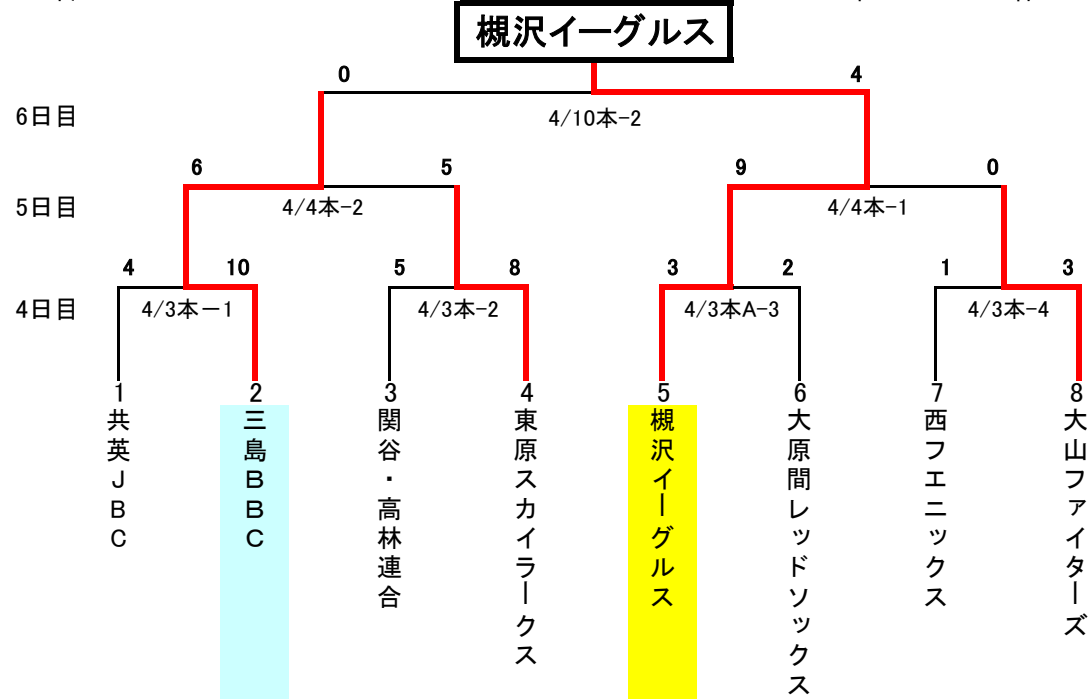 槻沢イーグルス
0 4
6日目 4/10本-2
6 5 9 0
5日目 4/4本-2 4/4本-1
4 10 5 8 3 2 1 3
4日目 4/3本ー1 4/3本-2 4/3本A-3 4/3本-4
1 2 3 4 5 6 7 8
共英JBC
三島BBC
関谷・高林連合
東原スカイラークス
槻沢イーグルス
大原間レッドソックス
西フエニックス
大山ファイターズ